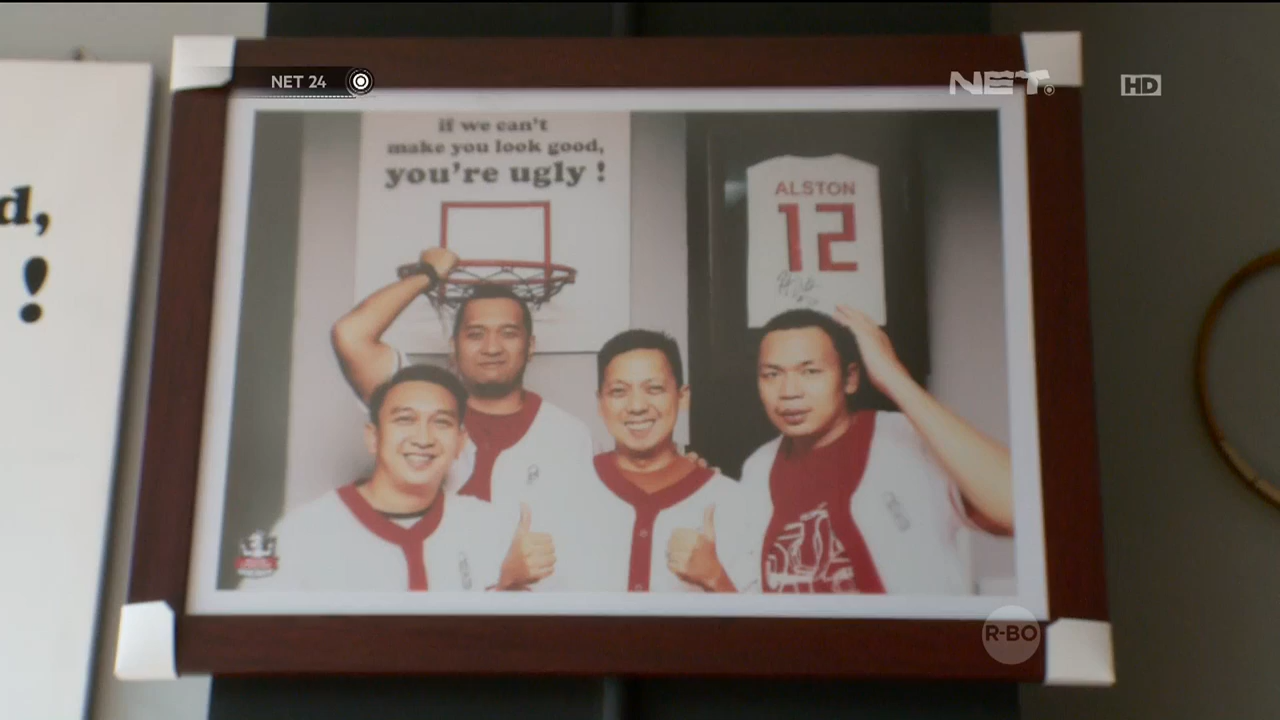 NET 24
NET.
HD
if we can't
make you look good,
you're ugly !
ALSTON
12
d,
!
R-BO